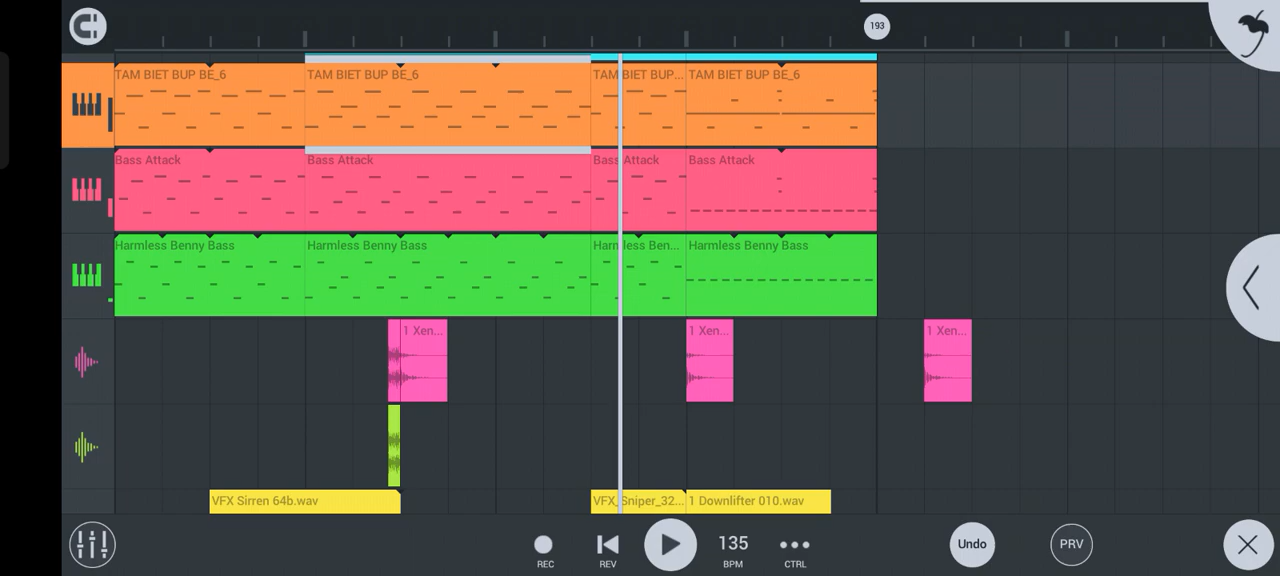 193
TAM BIET BUP BE_6
TAM BIET BUP BE_6
TAM BIET BUP...
TAM BIET BUP BE_6
Bass Attack
Bass Attack
Bass Attack
Bass Attack
Harmless Benny Bass
Harmless Benny Bass
Harmless Ben...
Harmless Benny Bass
1 Xen...
1 Xen...
1 Xen...
VFX Sirren 64b.wav
VFX_Sniper_32...
1 Downlifter 010.wav
REC
REV
135
BPM
CTRL
Undo
PRV